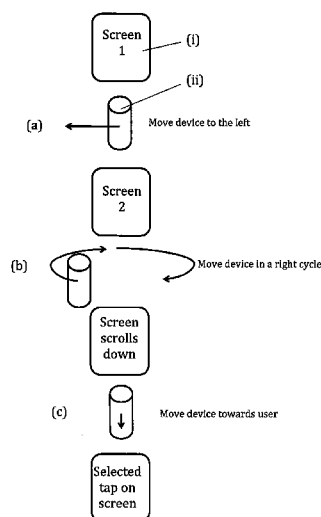 Screen
1
(i)
(ii)
(a)
Move device to the left
Screen
2
(b)
Move device in a right cycle
Screen
scrolls
down
(c)
Move device towards user
Selected
tap on
screen